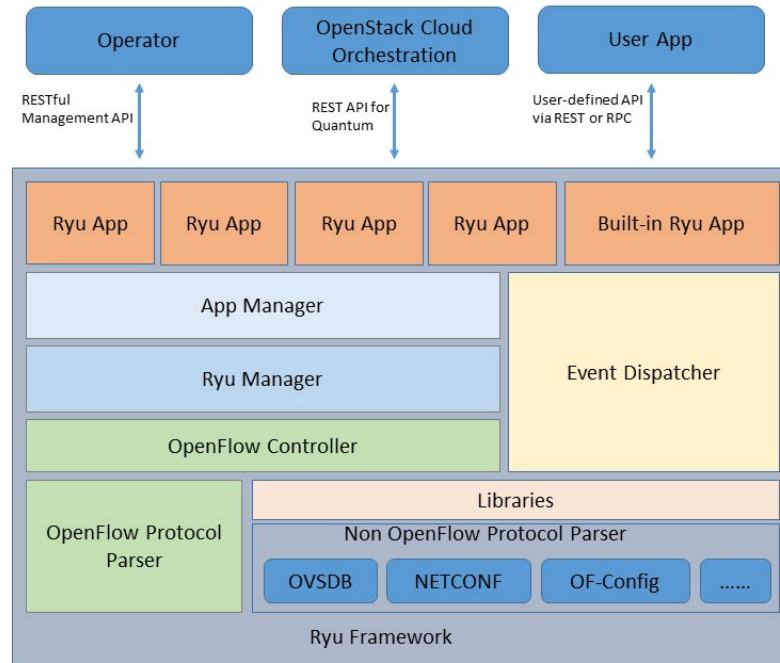 Operator
OpenStack Cloud
Orchestration
User App
RESTful
Management API
REST API for
Quantum
User-defined API
via REST or RPC
Ryu App
Ryu App
Ryu App
Ryu App
Built-in Ryu App
App Manager
Ryu Manager
Event Dispatcher
OpenFlow Controller
OpenFlow Protocol
Parser
Libraries
Non OpenFlow Protocol Parser
OVSDB
NETCONF
OF-Config
......
Ryu Framework